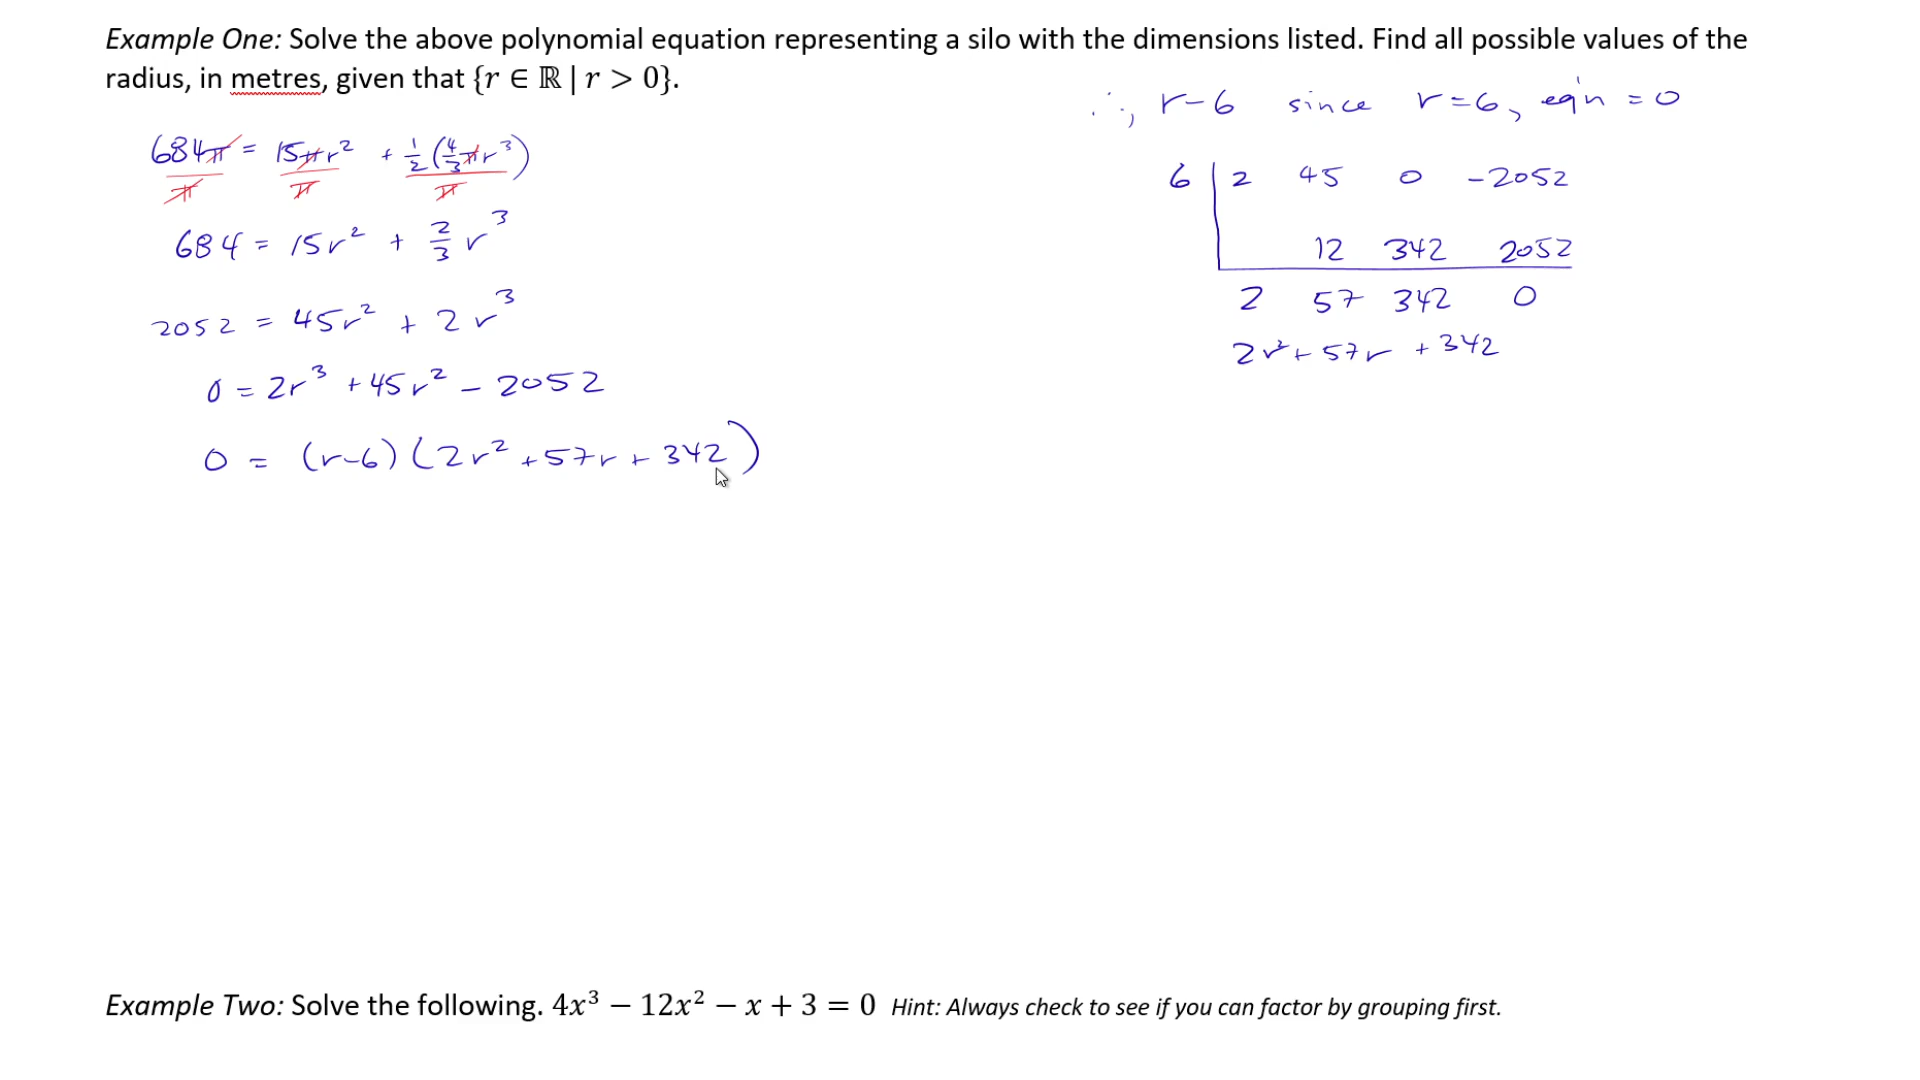 Example One: Solve the above polynomial equation representing a silo with the dimensions listed. Find all possible values of the
radius, in metres, given that {r ∈ ℝ | r > 0}.
∴, r-6 since r=6, eq'n = 0
684π/π = 15πr²/π + ½(4/3 πr³)/π
684 = 15r² + 2/3 r³
2052 = 45r² + 2r³
0 = 2r³ + 45r² - 2052
0 = (r-6)(2r² + 57r + 342)
6 | 2 45 0 -2052
12 342 2052
2 57 342 0
2r² + 57r + 342
Example Two: Solve the following. 4x³ − 12x² − x + 3 = 0 Hint: Always check to see if you can factor by grouping first.